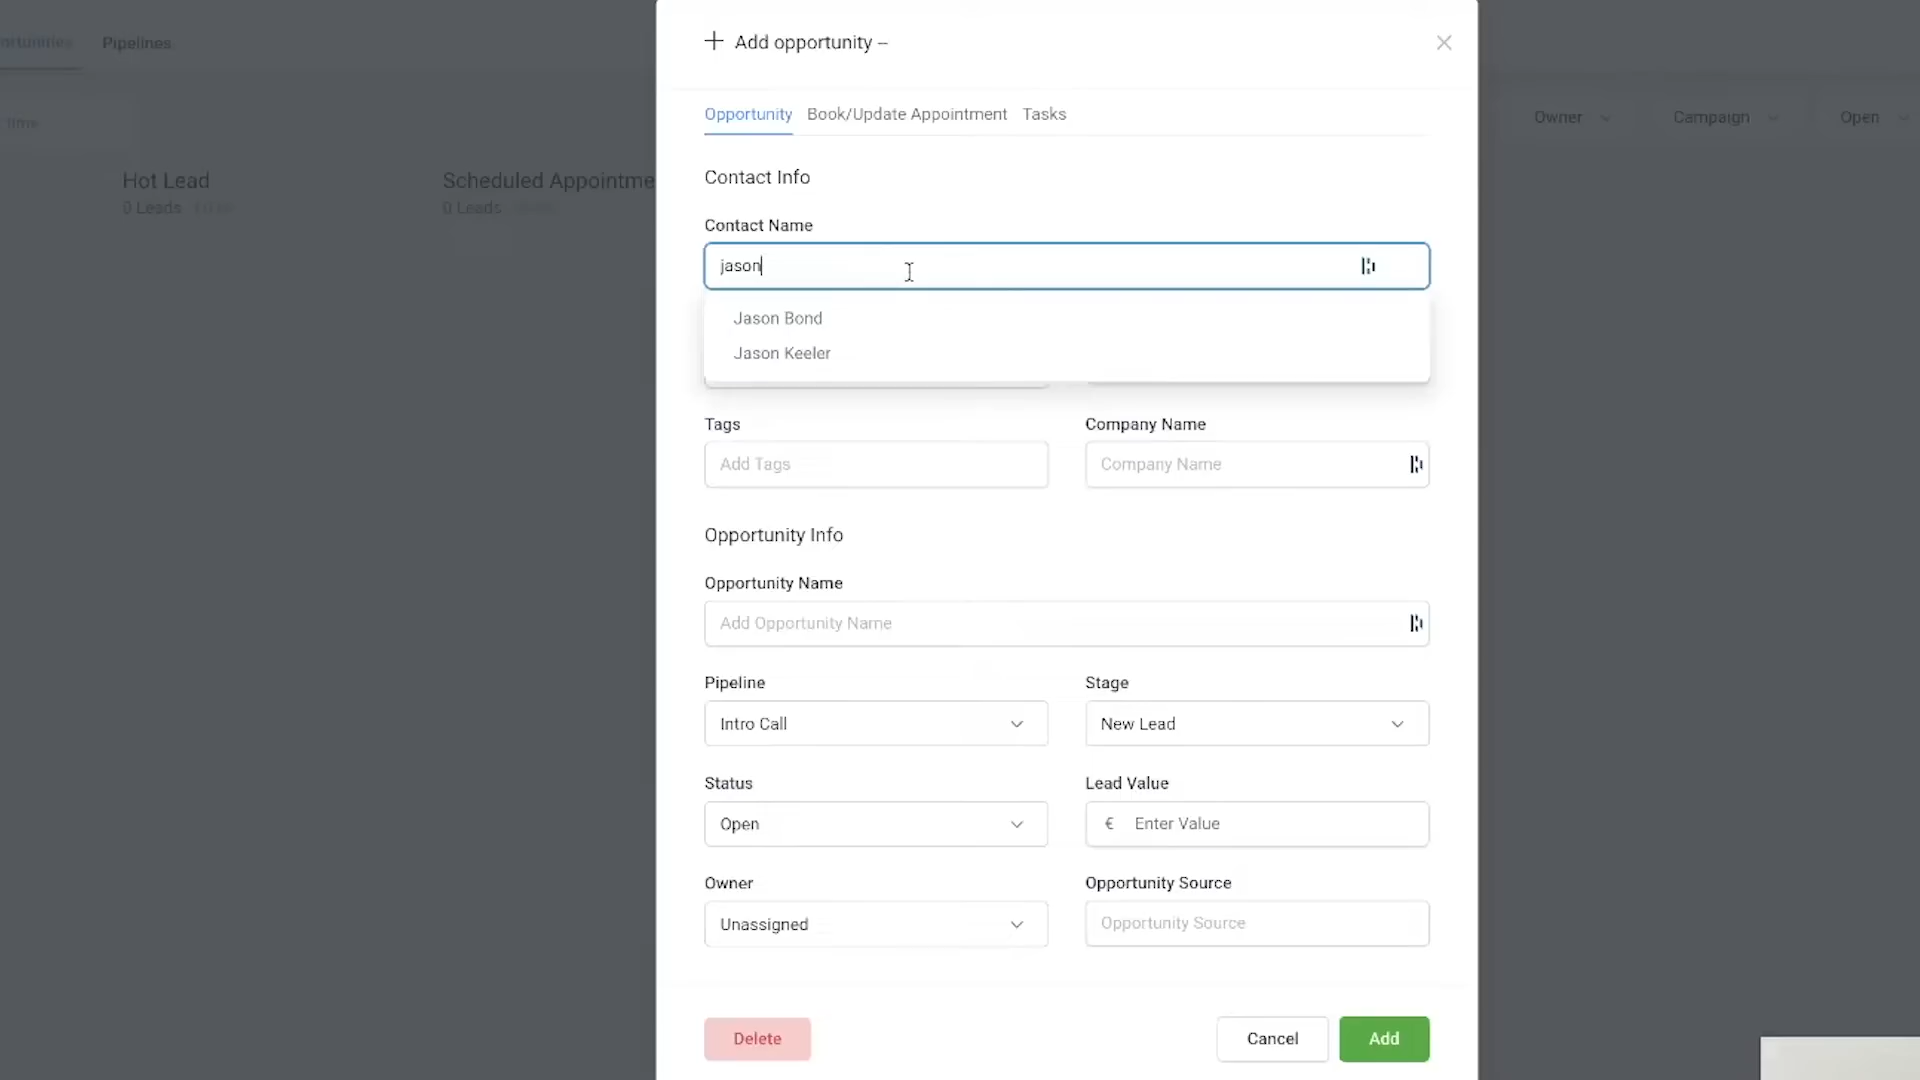 Add opportunity –
Pipelines
Opportunity Book/Update Appointment Tasks
Owner Campaign Open
Contact Info
Hot Lead
0 Leads
Scheduled Appointme
0 Leads
Contact Name
jason
Jason Bond
Jason Keeler
Tags
Company Name
Add Tags
Company Name
Opportunity Info
Opportunity Name
Add Opportunity Name
Pipeline
Stage
Intro Call
New Lead
Status
Lead Value
Open
€ Enter Value
Owner
Opportunity Source
Unassigned
Opportunity Source
Delete
Cancel
Add